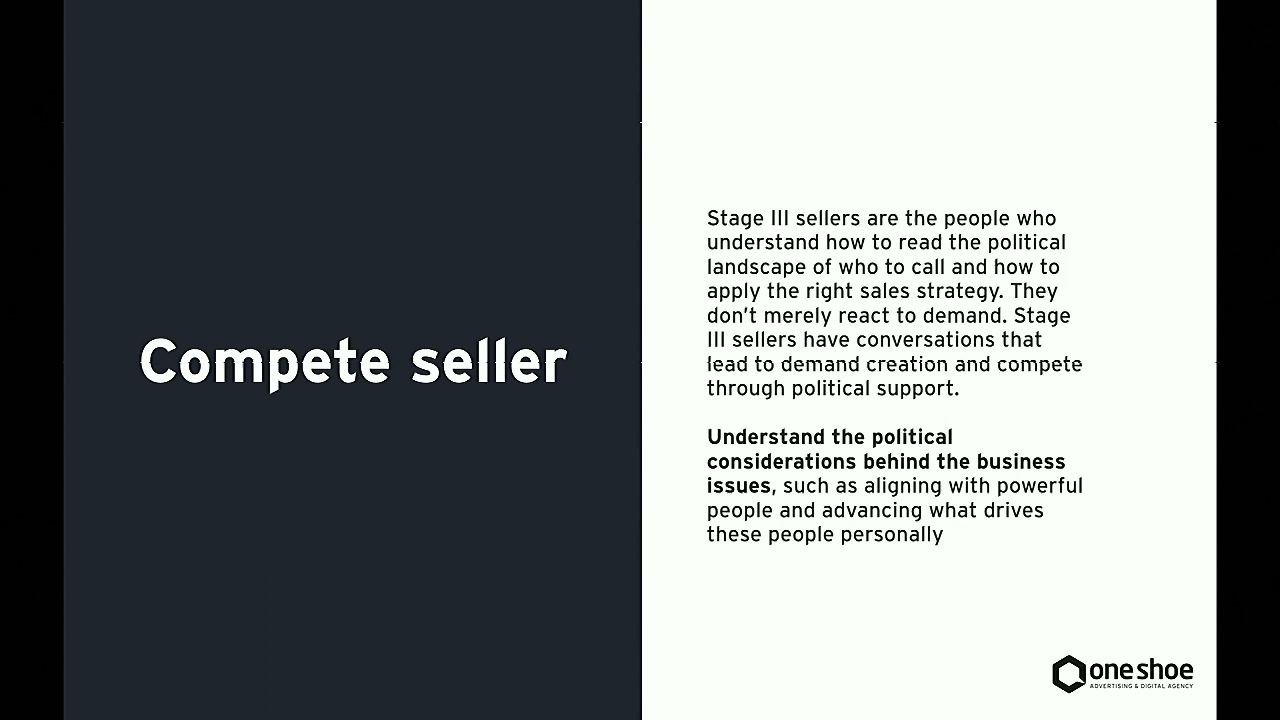 Compete seller
Stage III sellers are the people who
understand how to read the political
landscape of who to call and how to
apply the right sales strategy. They
don’t merely react to demand. Stage
III sellers have conversations that
lead to demand creation and compete
through political support.
Understand the political
considerations behind the business
issues, such as aligning with powerful
people and advancing what drives
these people personally
oneshoe
ADVERTISING & DIGITAL AGENCY